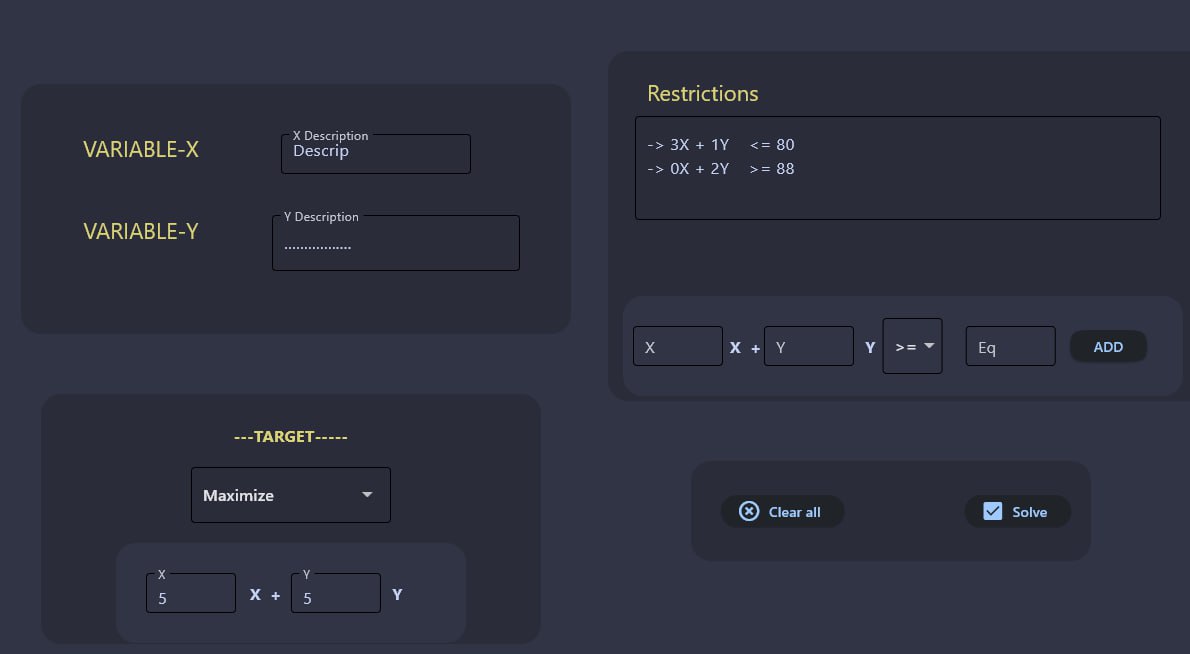 VARIABLE-X
X Description
Descrip
VARIABLE-Y
Y Description
.................
---TARGET-----
Maximize
X
5
X +
Y
5
Y
Restrictions
-> 3X + 1Y <= 80
-> 0X + 2Y >= 88
X X + Y Y >= Eq ADD
Clear all
Solve